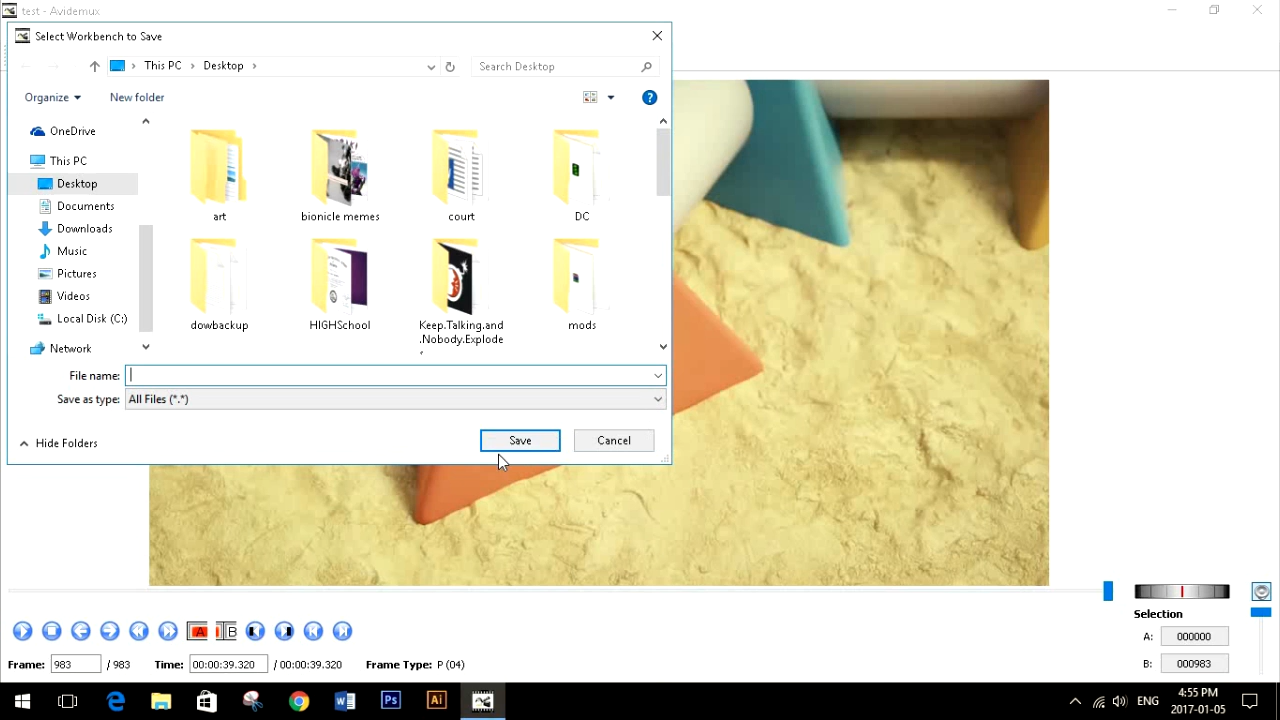 test - Avidemux
Select Workbench to Save
This PC
Desktop
Search Desktop
Organize
New folder
OneDrive
This PC
Desktop
Documents
Downloads
Music
Pictures
Videos
Local Disk (C:)
Network
art
bionicle memes
court
DC
dowbackup
HIGHSchool
Keep.Talking.and
.Nobody.Explode
mods
File name:
Save as type:
All Files (*.*)
Hide Folders
Save
Cancel
Selection
A: 000000
B: 000983
A
B
Frame: 983 / 983 Time: 00:00:39.320 / 00:00:39.320 Frame Type: P (04)
W
Ps
Ai
ENG
4:55 PM
2017-01-05